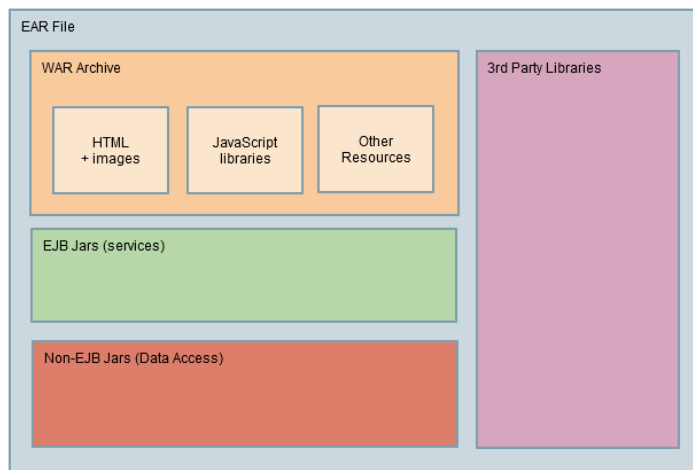 EAR File
WAR Archive
3rd Party Libraries
HTML
+ images
JavaScript
libraries
Other
Resources
EJB Jars (services)
Non-EJB Jars (Data Access)